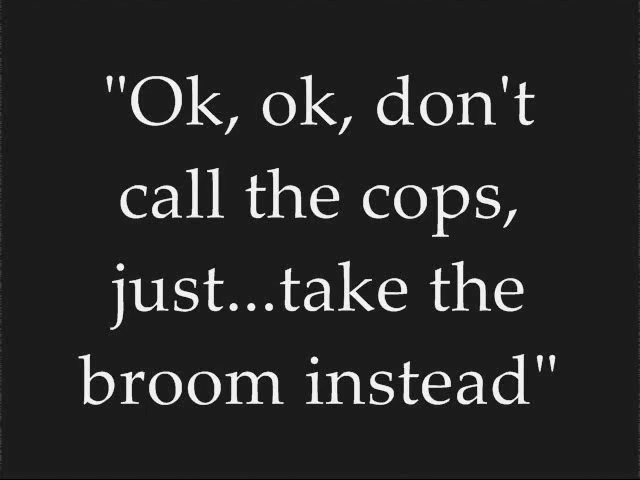 "Ok, ok, don't
call the cops,
just...take the
broom instead"